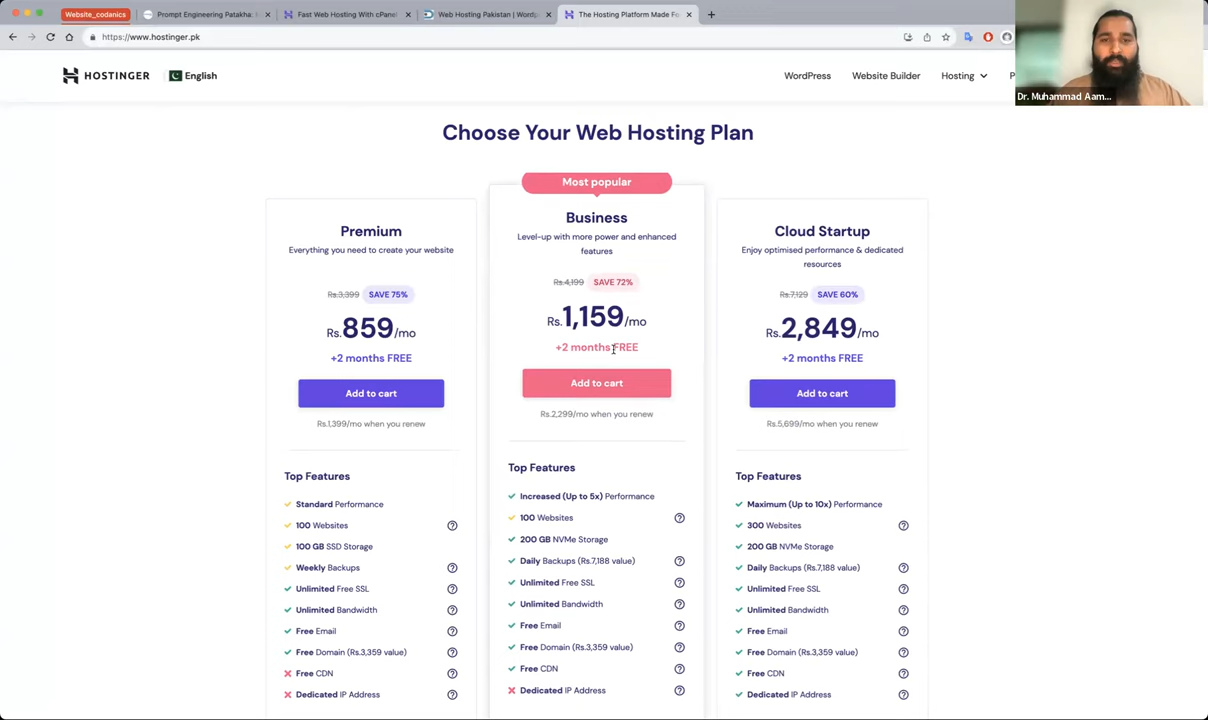 Website_codanics
Prompt Engineering Patakha:
Fast Web Hosting With cPanel
Web Hosting Pakistan | Wordp
The Hosting Platform Made Fo
https://www.hostinger.pk
HOSTINGER
English
WordPress
Website Builder
Hosting
P
Dr. Muhammad Aam...
Choose Your Web Hosting Plan
Premium
Everything you need to create your website
Rs.3,399
SAVE 75%
Rs.859/mo
+2 months FREE
Add to cart
Rs.1,399/mo when you renew
Top Features
Standard Performance
100 Websites
100 GB SSD Storage
Weekly Backups
Unlimited Free SSL
Unlimited Bandwidth
Free Email
Free Domain (Rs.3,359 value)
Free CDN
Dedicated IP Address
Most popular
Business
Level-up with more power and enhanced
features
Rs.4,199
SAVE 72%
Rs.1,159/mo
+2 months FREE
Add to cart
Rs.2,299/mo when you renew
Top Features
Increased (Up to 5x) Performance
100 Websites
200 GB NVMe Storage
Daily Backups (Rs.7,188 value)
Unlimited Free SSL
Unlimited Bandwidth
Free Email
Free Domain (Rs.3,359 value)
Free CDN
Dedicated IP Address
Cloud Startup
Enjoy optimised performance & dedicated
resources
Rs.7,129
SAVE 60%
Rs.2,849/mo
+2 months FREE
Add to cart
Rs.5,699/mo when you renew
Top Features
Maximum (Up to 10x) Performance
300 Websites
200 GB NVMe Storage
Daily Backups (Rs.7,188 value)
Unlimited Free SSL
Unlimited Bandwidth
Free Email
Free Domain (Rs.3,359 value)
Free CDN
Dedicated IP Address